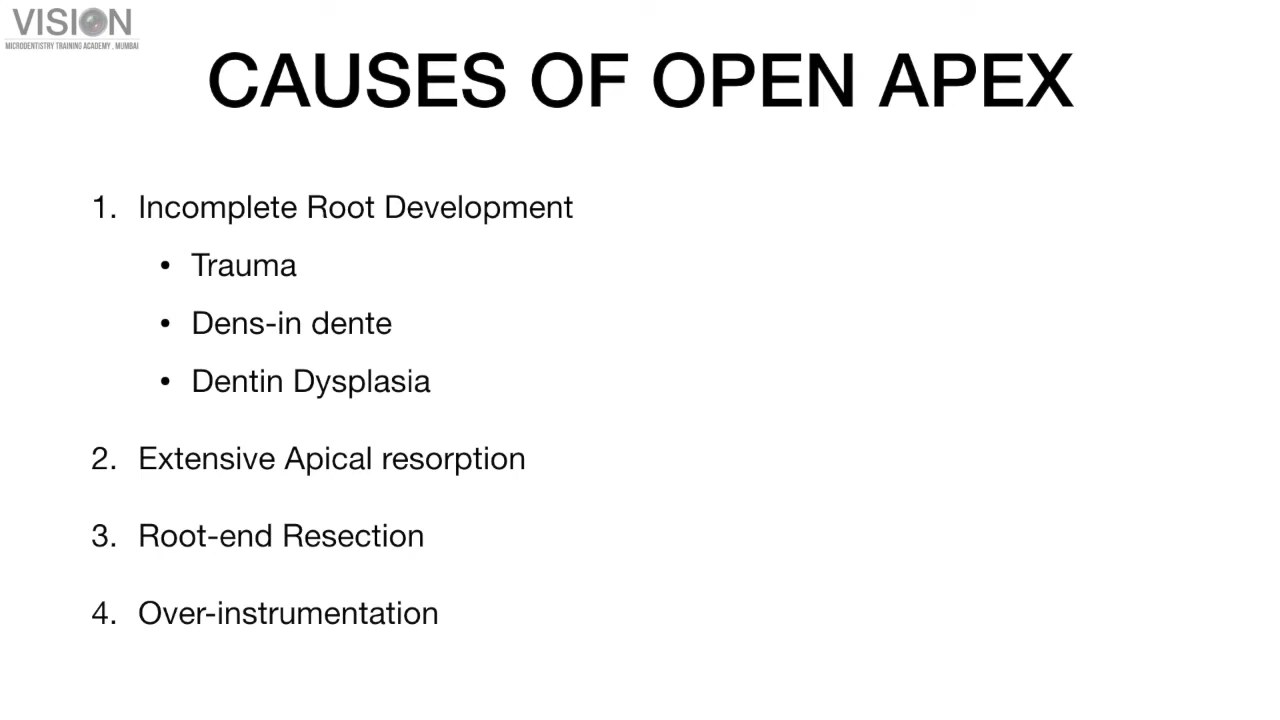 VISION
MICRODENTISTRY TRAINING ACADEMY , MUMBAI
CAUSES OF OPEN APEX
1. Incomplete Root Development
• Trauma
• Dens-in dente
• Dentin Dysplasia
2. Extensive Apical resorption
3. Root-end Resection
4. Over-instrumentation